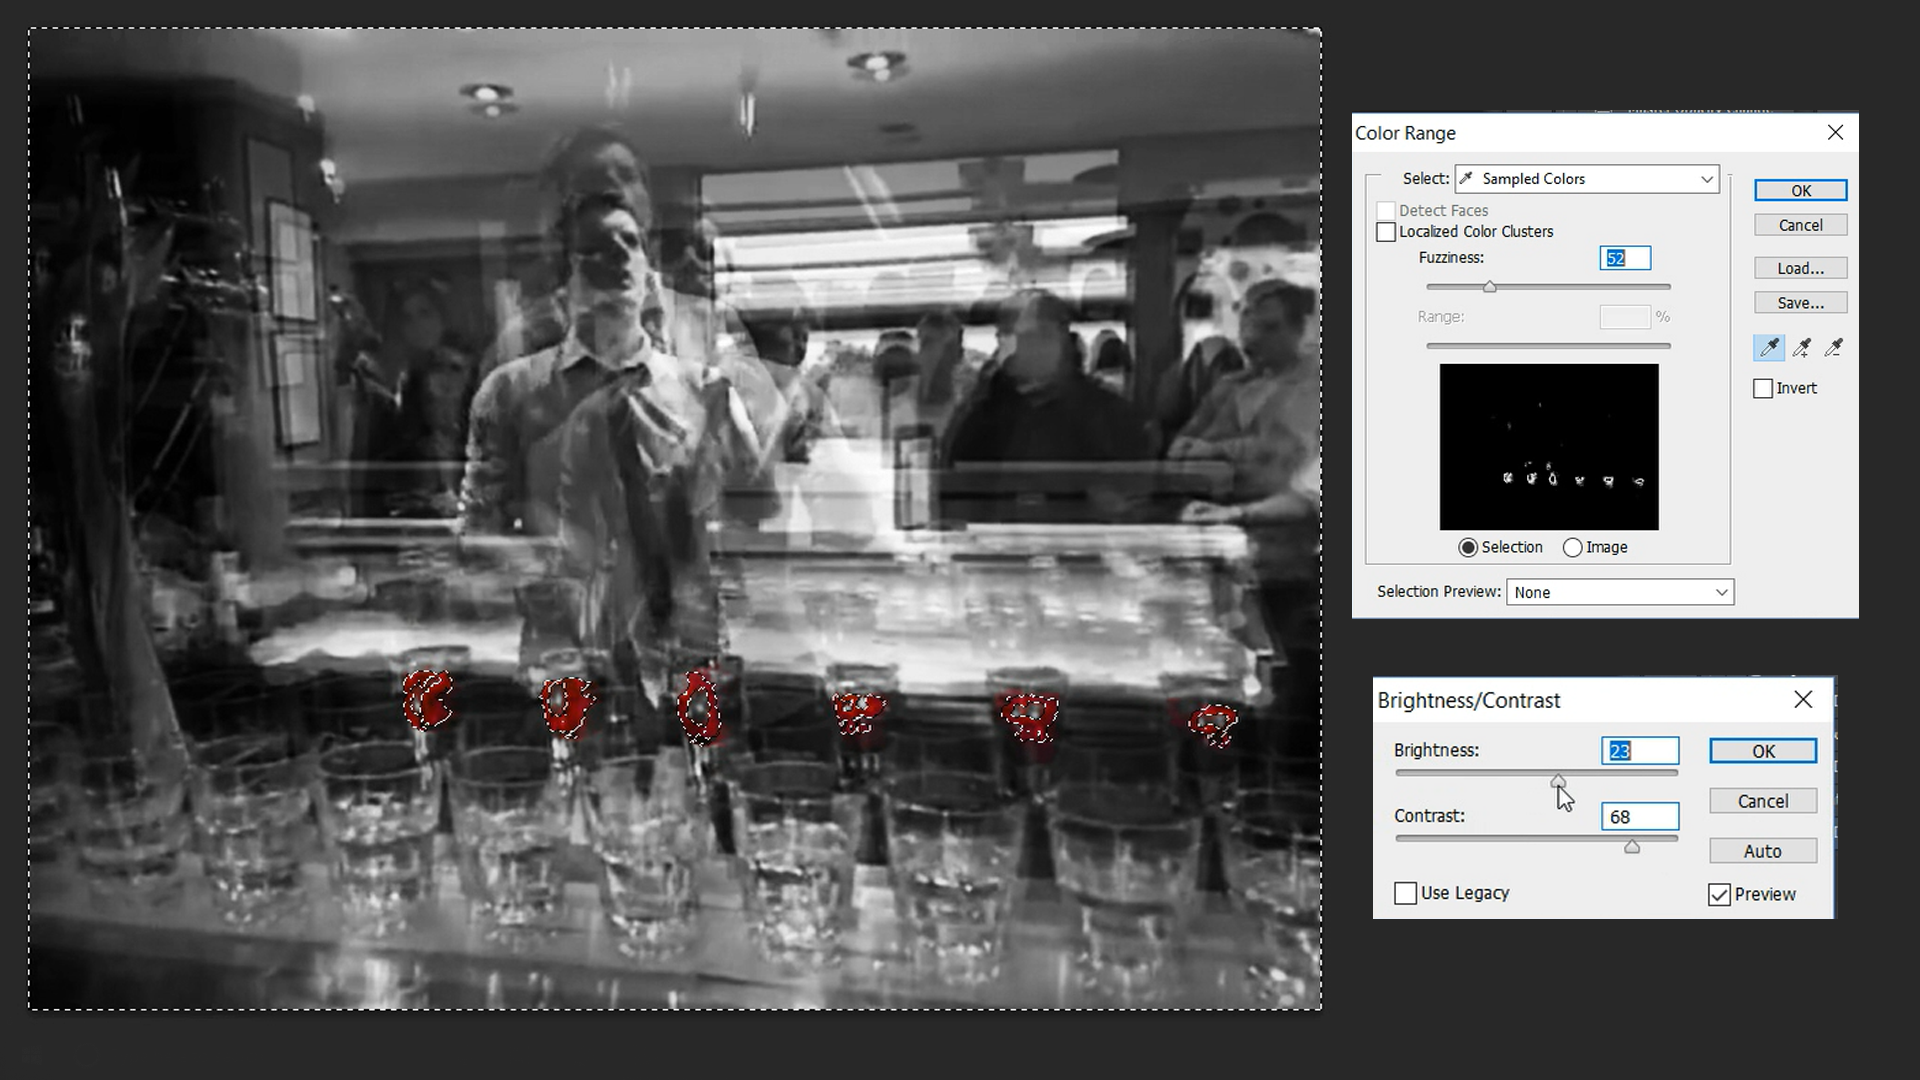 Color Range
Select: Sampled Colors
OK
Detect Faces
Localized Color Clusters
Cancel
Fuzziness: 52
Load...
Save...
Range: %
Invert
Selection Image
Selection Preview: None
Brightness/Contrast
Brightness: 23
OK
Cancel
Contrast: 68
Auto
Use Legacy
Preview